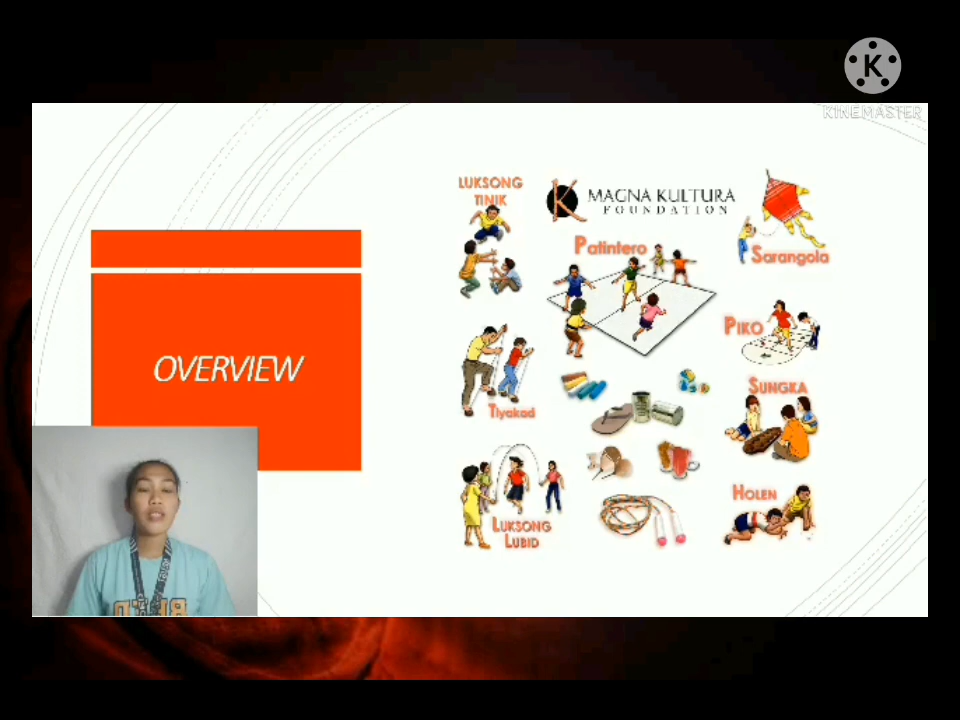 K
KINEMASTER
LUKSONG
TINIK
MAGNA KULTURA
FOUNDATION
Patintero
Sarangola
OVERVIEW
PIKO
Tiyakad
SUNGKA
HOLEN
LUKSONG
LUBID